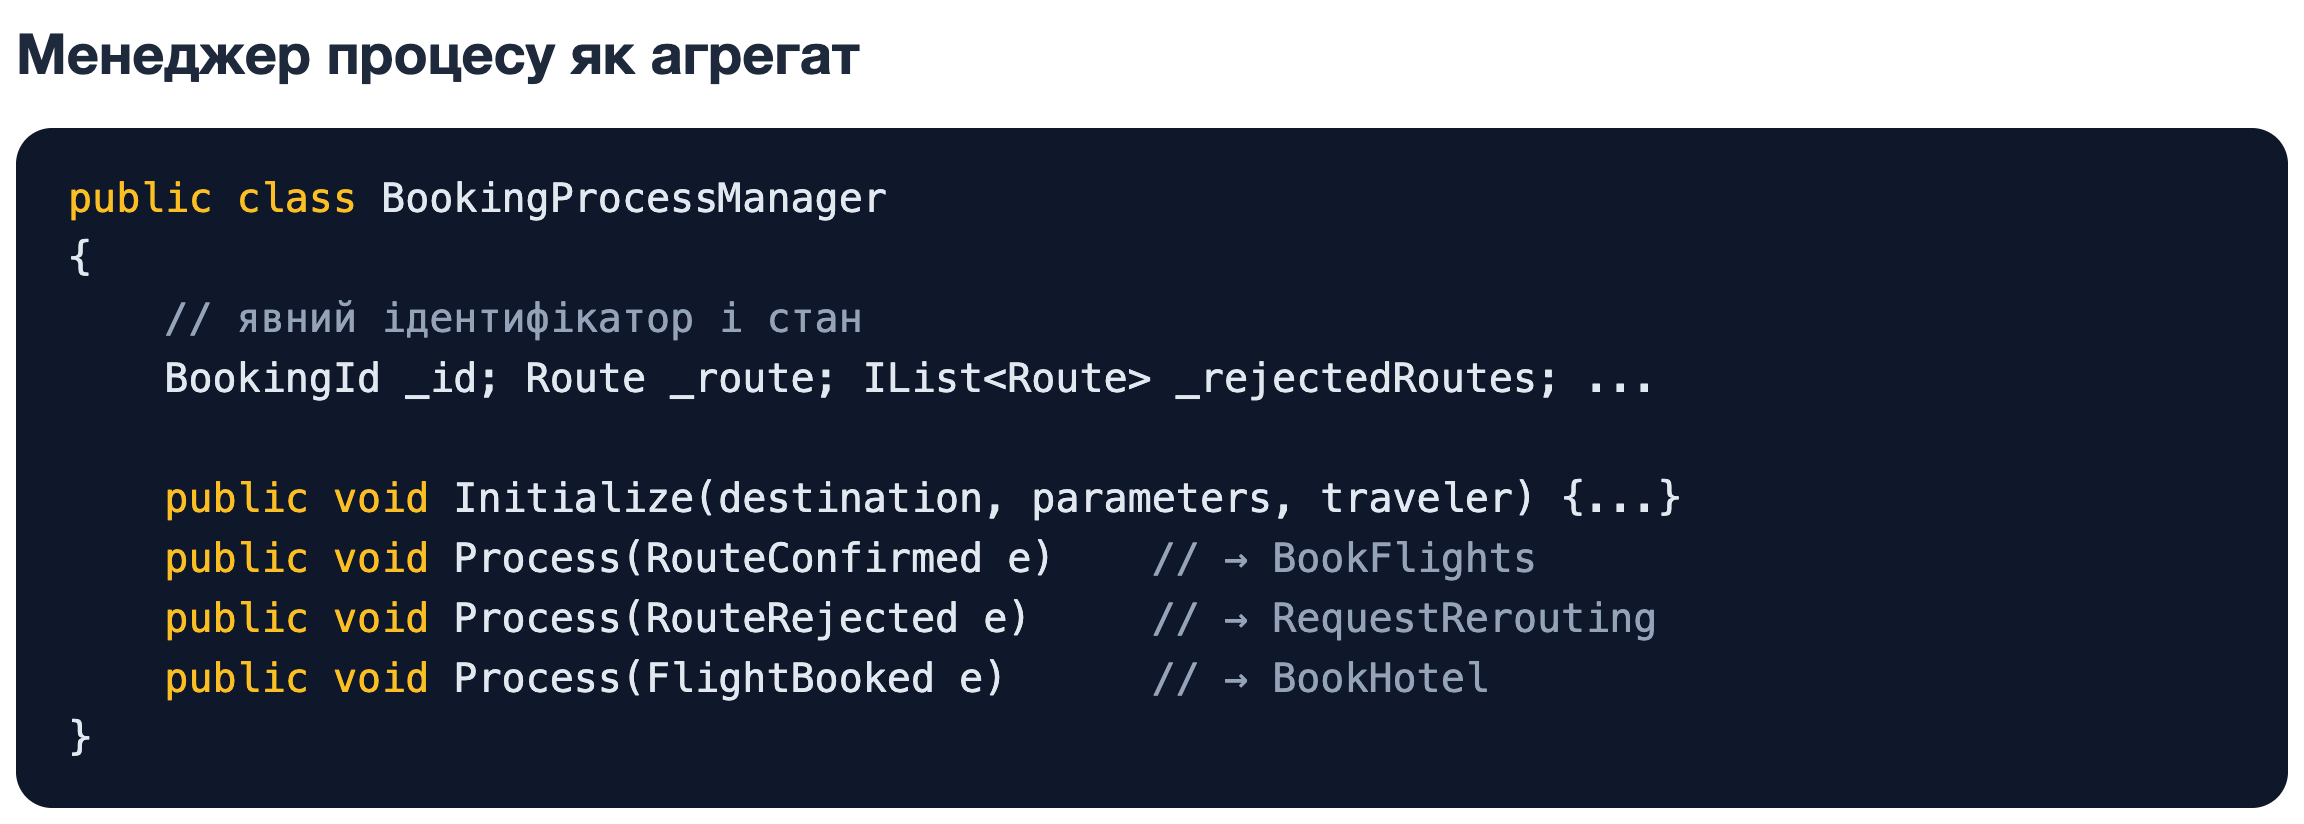 Менеджер процесу як агрегат
public class BookingProcessManager
{
    // явний ідентифікатор і стан
    BookingId _id; Route _route; IList<Route> _rejectedRoutes; ...

    public void Initialize(destination, parameters, traveler) {...}
    public void Process(RouteConfirmed e)    // → BookFlights
    public void Process(RouteRejected e)     // → RequestRerouting
    public void Process(FlightBooked e)      // → BookHotel
}